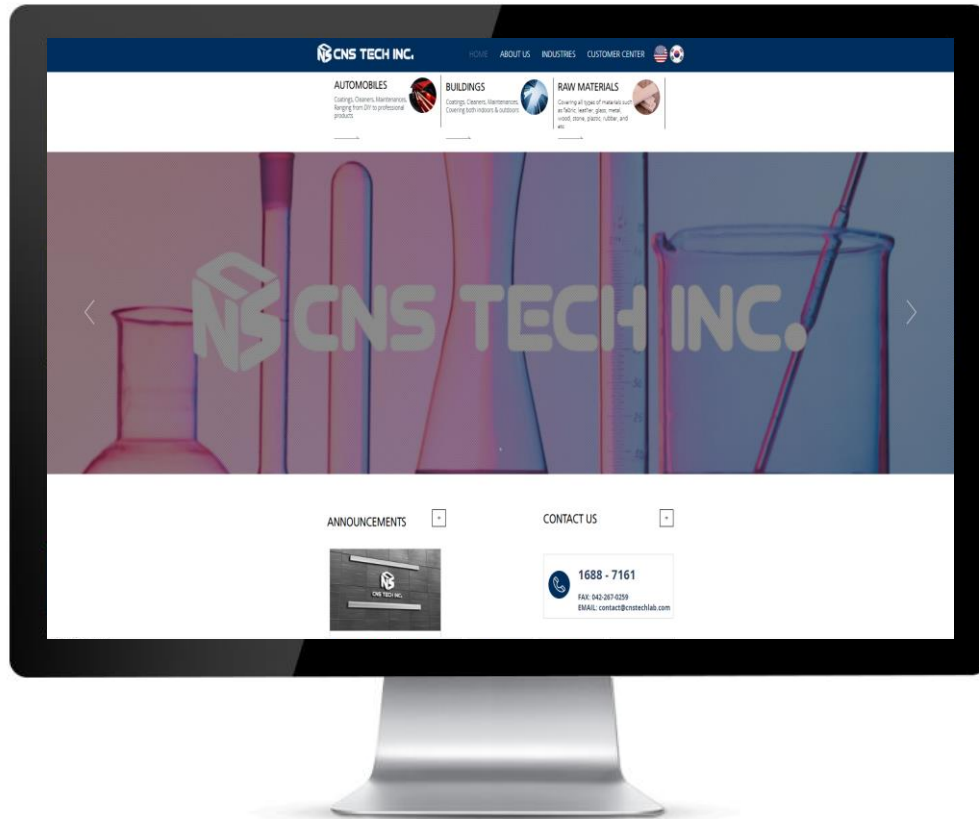 CNS TECH INC.
HOME ABOUT US INDUSTRIES CUSTOMER CENTER
AUTOMOBILES
Coatings, Cleaners, Maintenances,
Ranging from DIY to professional
products
BUILDINGS
Coatings, Cleaners, Maintenances,
Covering both indoors & outdoors
RAW MATERIALS
Covering all types of materials such
as fabric, leather, glass, metal,
wood, stone, plastic, rubber, and
etc
CNS CNS TECH INC.
ANNOUNCEMENTS +
CNS TECH INC.
CONTACT US +
1688 - 7161
FAX: 042-267-0259
EMAIL: contact@cnstechlab.com